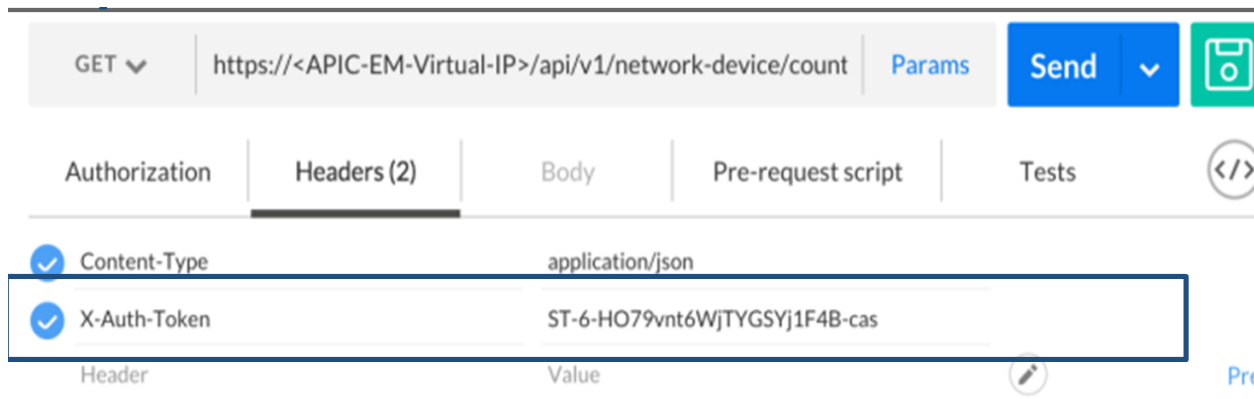 GET https://<APIC-EM-Virtual-IP>/api/v1/network-device/count Params Send
Authorization Headers (2) Body Pre-request script Tests </>
Content-Type application/json
X-Auth-Token ST-6-HO79vnt6WjTYGSYj1F4B-cas
Header Value Pre